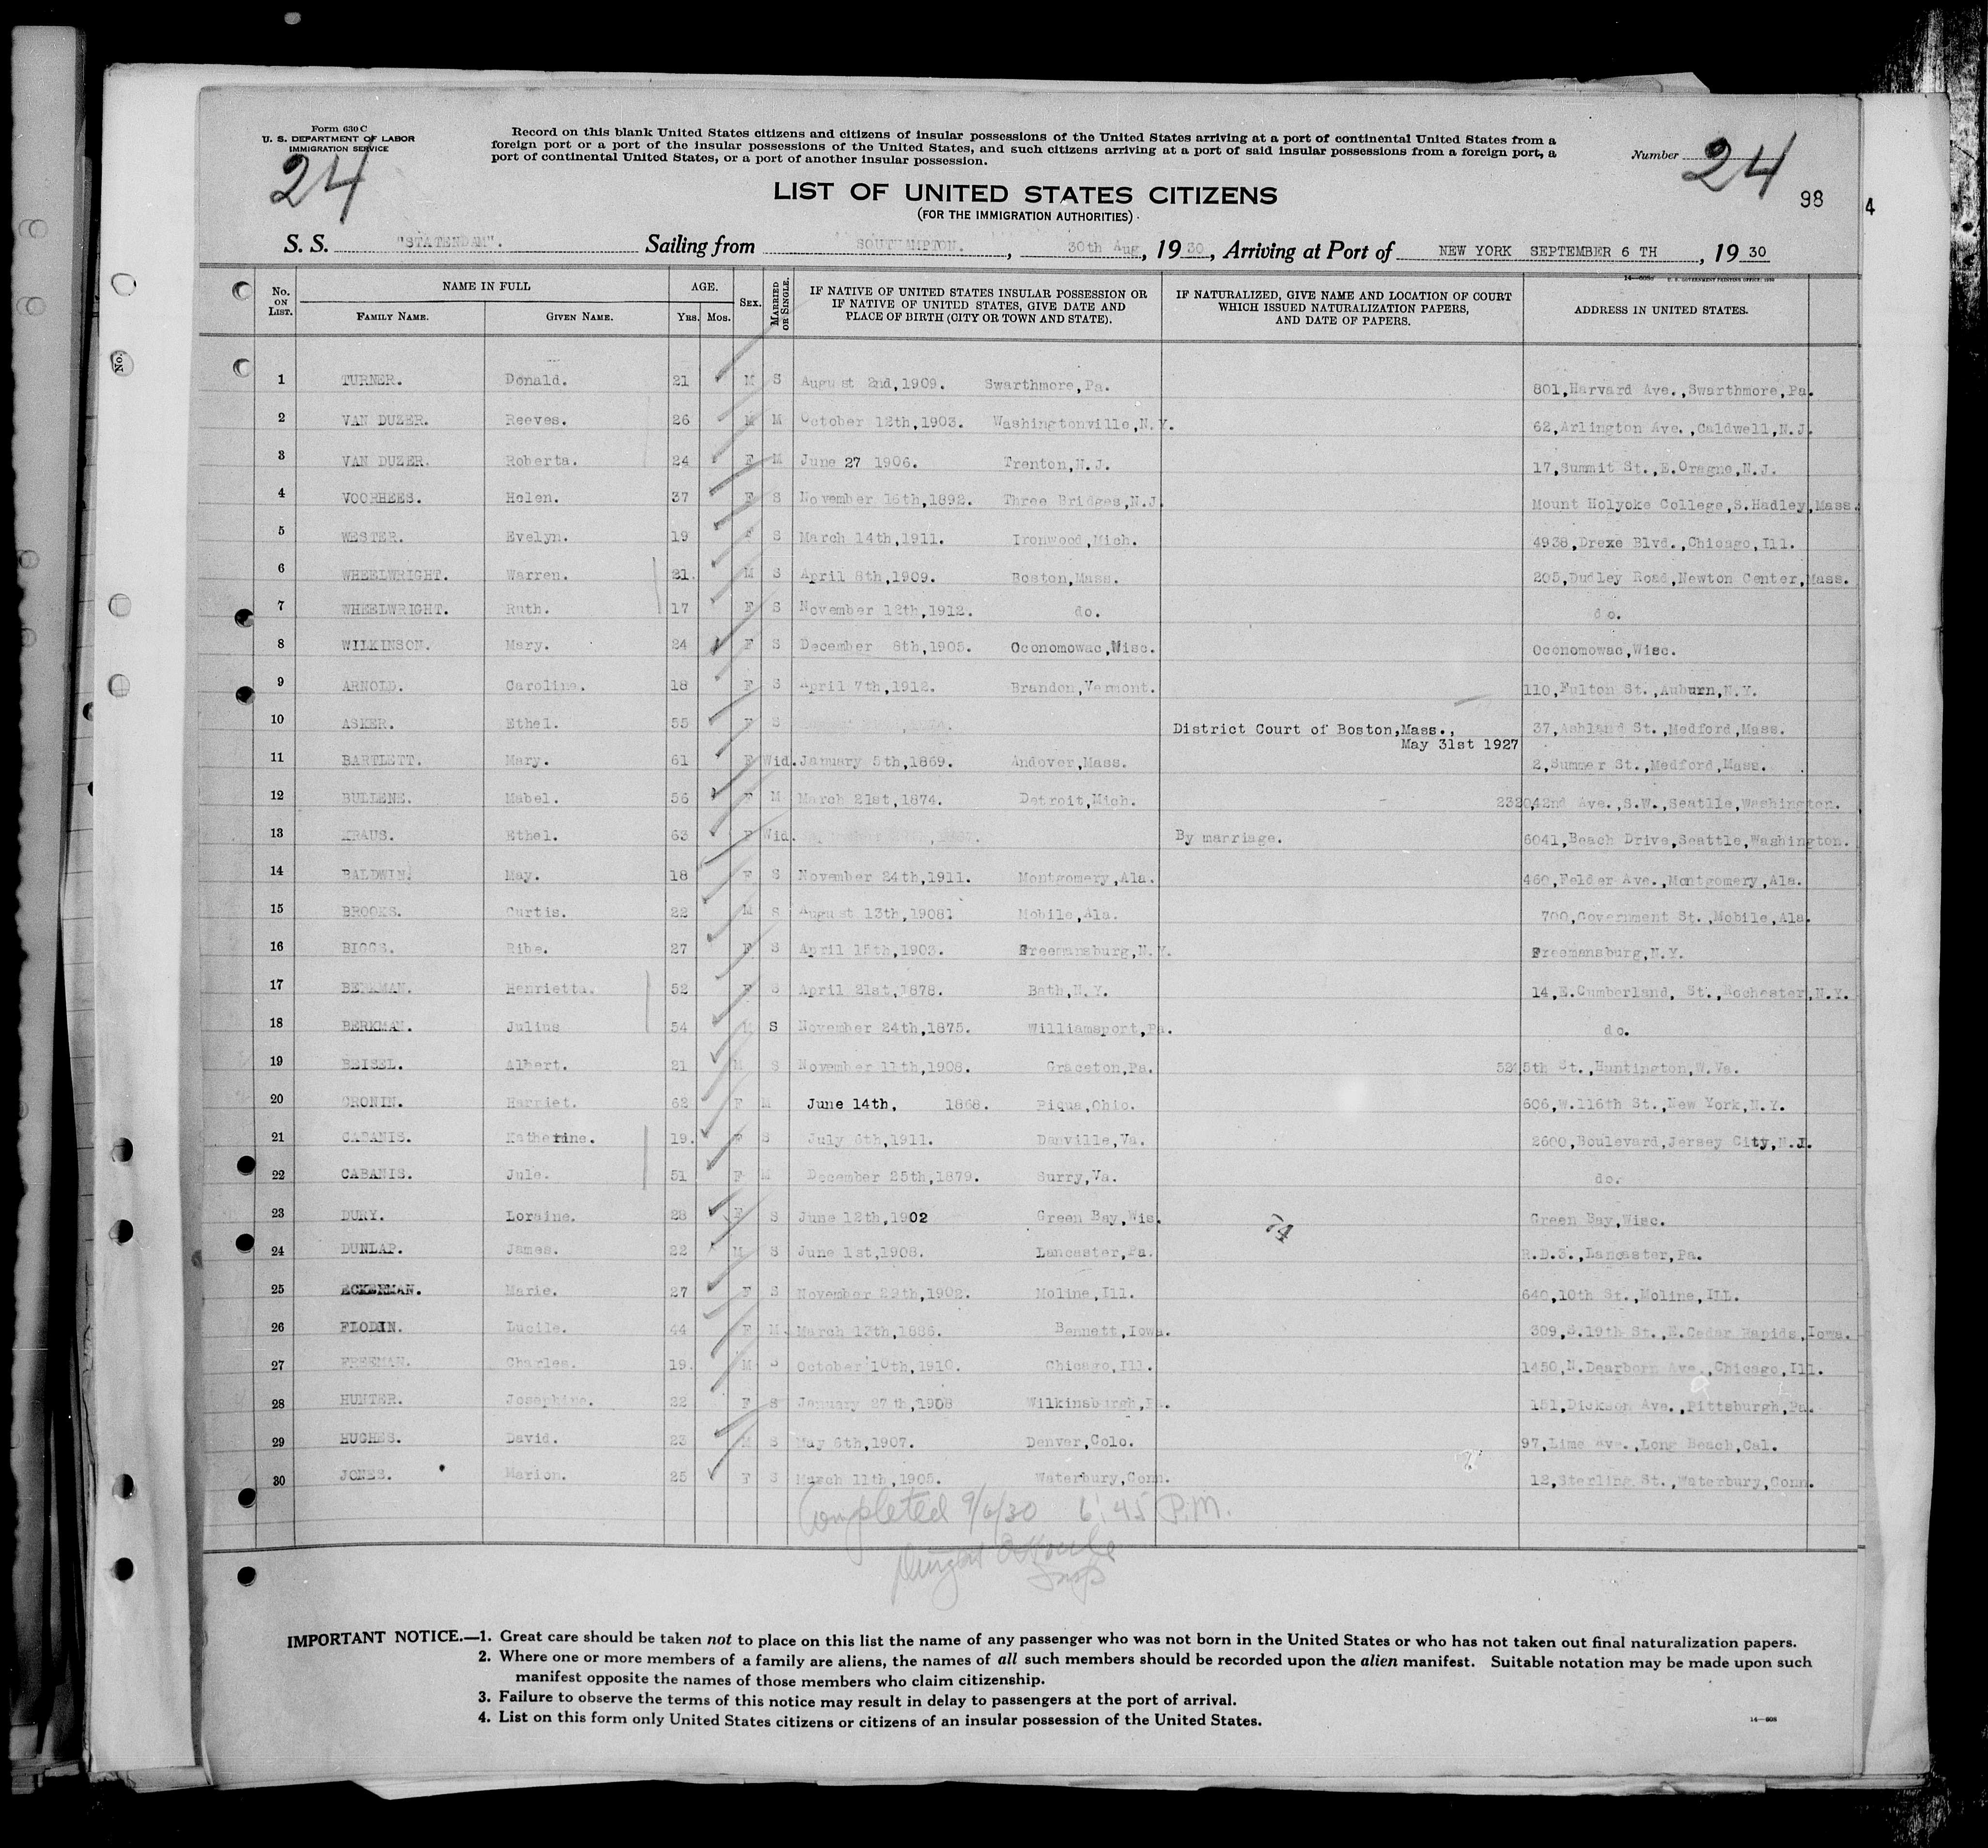 Form 630 C
U. S. DEPARTMENT OF LABOR
IMMIGRATION SERVICE
24
Record on this blank United States citizens and citizens of insular possessions of the United States arriving at a port of continental United States from a
foreign port or a port of the insular possessions of the United States, and such citizens arriving at a port of said insular possessions from a foreign port, a
port of continental United States, or a port of another insular possession.
Number 24
98
4
LIST OF UNITED STATES CITIZENS
(FOR THE IMMIGRATION AUTHORITIES)
S. S. "STATENDAM". Sailing from SOUTHAMPTON. , 30th Aug, 1930, Arriving at Port of NEW YORK SEPTEMBER 6 TH , 1930
No. ON LIST. NAME IN FULL FAMILY NAME. GIVEN NAME. AGE. YRS. MOS. SEX. MARRIED OR SINGLE. IF NATIVE OF UNITED STATES INSULAR POSSESSION OR IF NATIVE OF UNITED STATES, GIVE DATE AND PLACE OF BIRTH (CITY OR TOWN AND STATE). IF NATURALIZED, GIVE NAME AND LOCATION OF COURT WHICH ISSUED NATURALIZATION PAPERS, AND DATE OF PAPERS. ADDRESS IN UNITED STATES.
1 TURNER. Donald. 21 M S August 2nd,1909. Swarthmore,Pa. 801,Harvard Ave.,Swarthmore,Pa.
2 VAN DUZER. Reeves. 26 M M October 12th,1903. Washingtonville,N.Y. 62,Arlington Ave.,Caldwell,N.J.
3 VAN DUZER. Roberta. 24 F M June 27 1906. Trenton,N.J. 17,Summit St.,E.Oragne,N.J.
4 VOORHEES. Helen. 37 F S November 16th,1892. Three Bridges,N.J. Mount Holyoke College,S.Hadley,Mass.
5 WESTER. Evelyn. 19 F S March 14th,1911. Ironwood,Mich. 4938,Drexe Blvd.,Chicago,Ill.
6 WHEELWRIGHT. Warren. 21. M S April 8th,1909. Boston,Mass. 205,Dudley Road,Newton Center,Mass.
7 WHEELWRIGHT. Ruth. 17 F S November 12th,1912. do. do.
8 WILKINSON. Mary. 24 F S December 8th,1905. Oconomowac,Wisc. Oconomowac,Wisc.
9 ARNOLD. Caroline. 18 F S April 7th,1912. Brandon,Vermont. 110,Fulton St.,Auburn,N.Y.
10 ASKER. Ethel. 55 F S District Court of Boston,Mass., May 31st 1927 37,Ashland St.,Medford,Mass.
11 BARTLETT. Mary. 61 F Wid. January 5th,1869. Andover,Mass. 2,Summer St.,Medford,Mass.
12 BULLENE. Mabel. 56 F M March 21st,1874. Detroit,Mich. 2320,42nd Ave.,S.W.,Seatlle,Washington.
13 KRAUS. Ethel. 63 F Wid. By marriage. 6041,Beach Drive,Seattle,Washington.
14 BALDWIN. May. 18 F S November 24th,1911. Montgomery,Ala. 460,Felder Ave.,Montgomery,Ala.
15 BROOKS. Curtis. 22 M S August 13th,19081 Mobile,Ala. 700,Government St.,Mobile,Ala.
16 BIGGS. Ribe. 27 F S April 15th,1903. Freemansburg,N.Y. Freemansburg,N.Y.
17 BERKMAN. Henrietta. 52 F S April 21st,1878. Bath,N.Y. 14,E.Cumberland, St.,Rochester,N.Y.
18 BERKMAN. Julius 54 M S November 24th,1875. Williamsport,Pa. do.
19 BEISEL. Albert. 21 M S November 11th,1908. Graceton,Pa. 5th St.,Huntington,W.Va.
20 CRONIN. Harriet. 62 F M June 14th, 1868. Piqua,Ohio. 606,W.116th St.,New York,N.Y.
21 CABANIS. Katherine. 19. F S July 6th,1911. Danville,Va. 2600,Boulevard,Jersey City,N.J.
22 CABANIS. Jule. 51 F M December 25th,1879. Surry,Va. do.
23 DURY. Loraine. 28 F S June 12th,1902 Green Bay,Wis. Green Bay,Wisc.
24 DUNLAP. James. 22 M S June 1st,1908. Lancaster,Pa. R.D.3.,Lancaster,Pa.
25 ECKERMAN. Marie. 27 F S November 29th,1902. Moline,Ill. 640,10th St.,Moline,ILL.
26 FLODIN. Lucile. 44 F M. March 13th,1886. Bennett,Iowa. 309,S.19th St.,E.Cedar Rapids,Iowa.
27 FREEMAN. Charles. 19. M S October 10th,1910. Chicago,Ill. 1450,N.Dearborn Ave.,Chicago,Ill.
28 HUNTER. Josephine. 22 F S January 27th,1908 Wilkinsburgh,Pa. 151,Dickson Ave.,Pittsburgh,Pa.
29 HUGHES. David. 23 M S May 6th,1907. Denver,Colo. 97,Lime Ave.,Long Beach,Cal.
30 JONES. Marion. 25 F S March 11th,1905. Waterbury,Conn. 12,Sterling St.,Waterbury,Conn.
Completed 9/6/30 6:45 P.M.
Insp
IMPORTANT NOTICE.—1. Great care should be taken not to place on this list the name of any passenger who was not born in the United States or who has not taken out final naturalization papers.
2. Where one or more members of a family are aliens, the names of all such members should be recorded upon the alien manifest. Suitable notation may be made upon such
manifest opposite the names of those members who claim citizenship.
3. Failure to observe the terms of this notice may result in delay to passengers at the port of arrival.
4. List on this form only United States citizens or citizens of an insular possession of the United States.